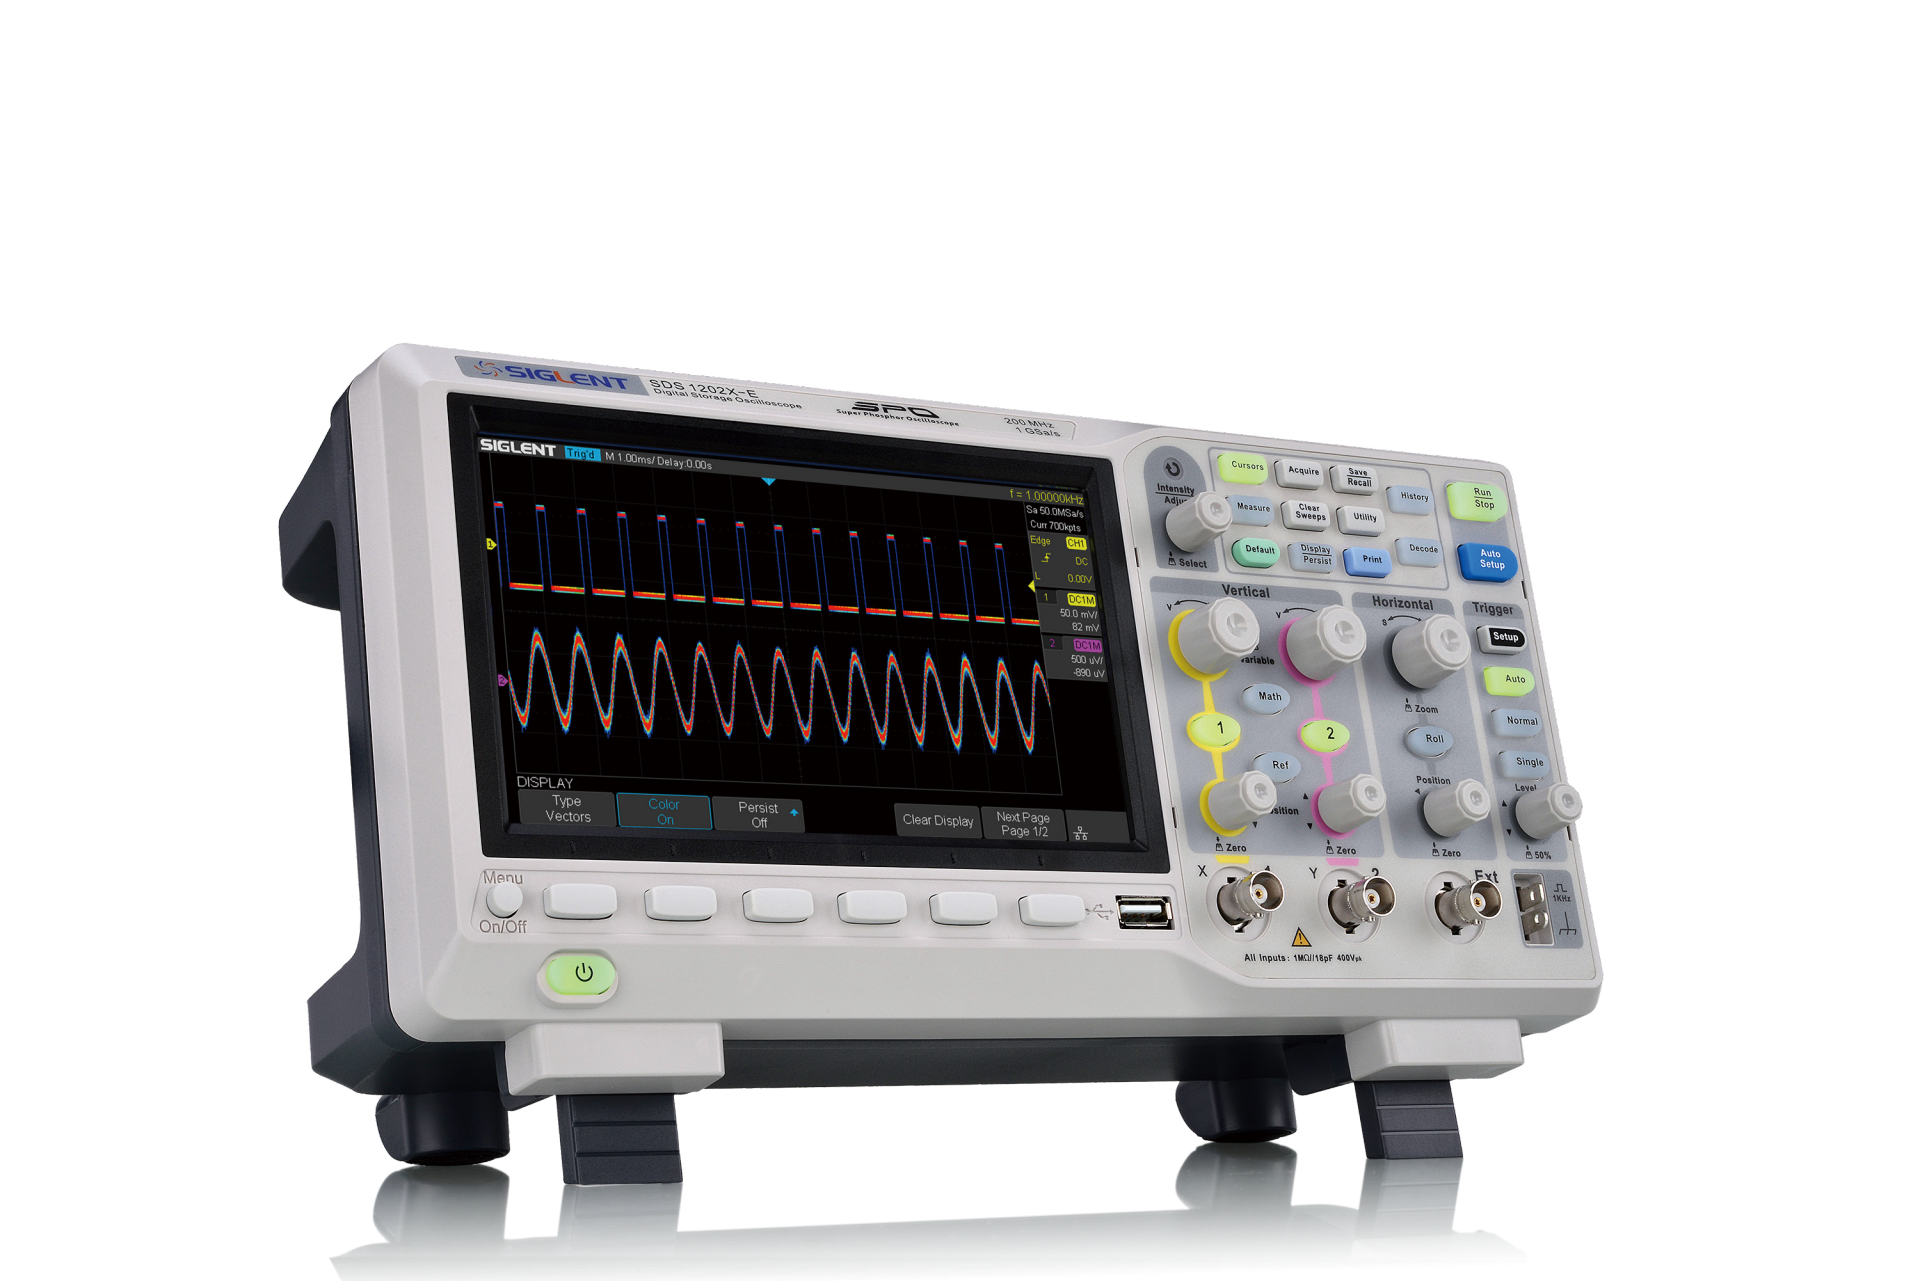 SIGLENT
SDS 1202X-E
Digital Storage Oscilloscope
SPO
Super Phosphor Oscilloscope
200 MHz
1 GSa/s
SIGLENT Trig'd M 1.00ms/ Delay:0.00s
f = 1.00000kHz
Sa 50.0MSa/s
Curr 700kpts
Edge CH1
DC
L 0.00V
1 DC1M
50.0 mV/
82 mV
2 DC1M
500 uV/
-890 uV
1
2
DISPLAY
Type
Vectors
Color
On
Persist
Off
Clear Display
Next Page
Page 1/2
Menu
On/Off
Intensity
Select
Cursors
Acquire
Save
Recall
Measure
Clear
Sweeps
Utility
History
Default
Display
Persist
Print
Decode
Run
Stop
Auto
Setup
Vertical
V
V
Math
1
2
Ref
Zero
Zero
Horizontal
S
Zoom
Roll
Position
Zero
Trigger
Setup
Auto
Normal
Single
Level
50%
X
Y
Ext
1KHz
All Inputs: 1MΩ//18pF 400Vpk